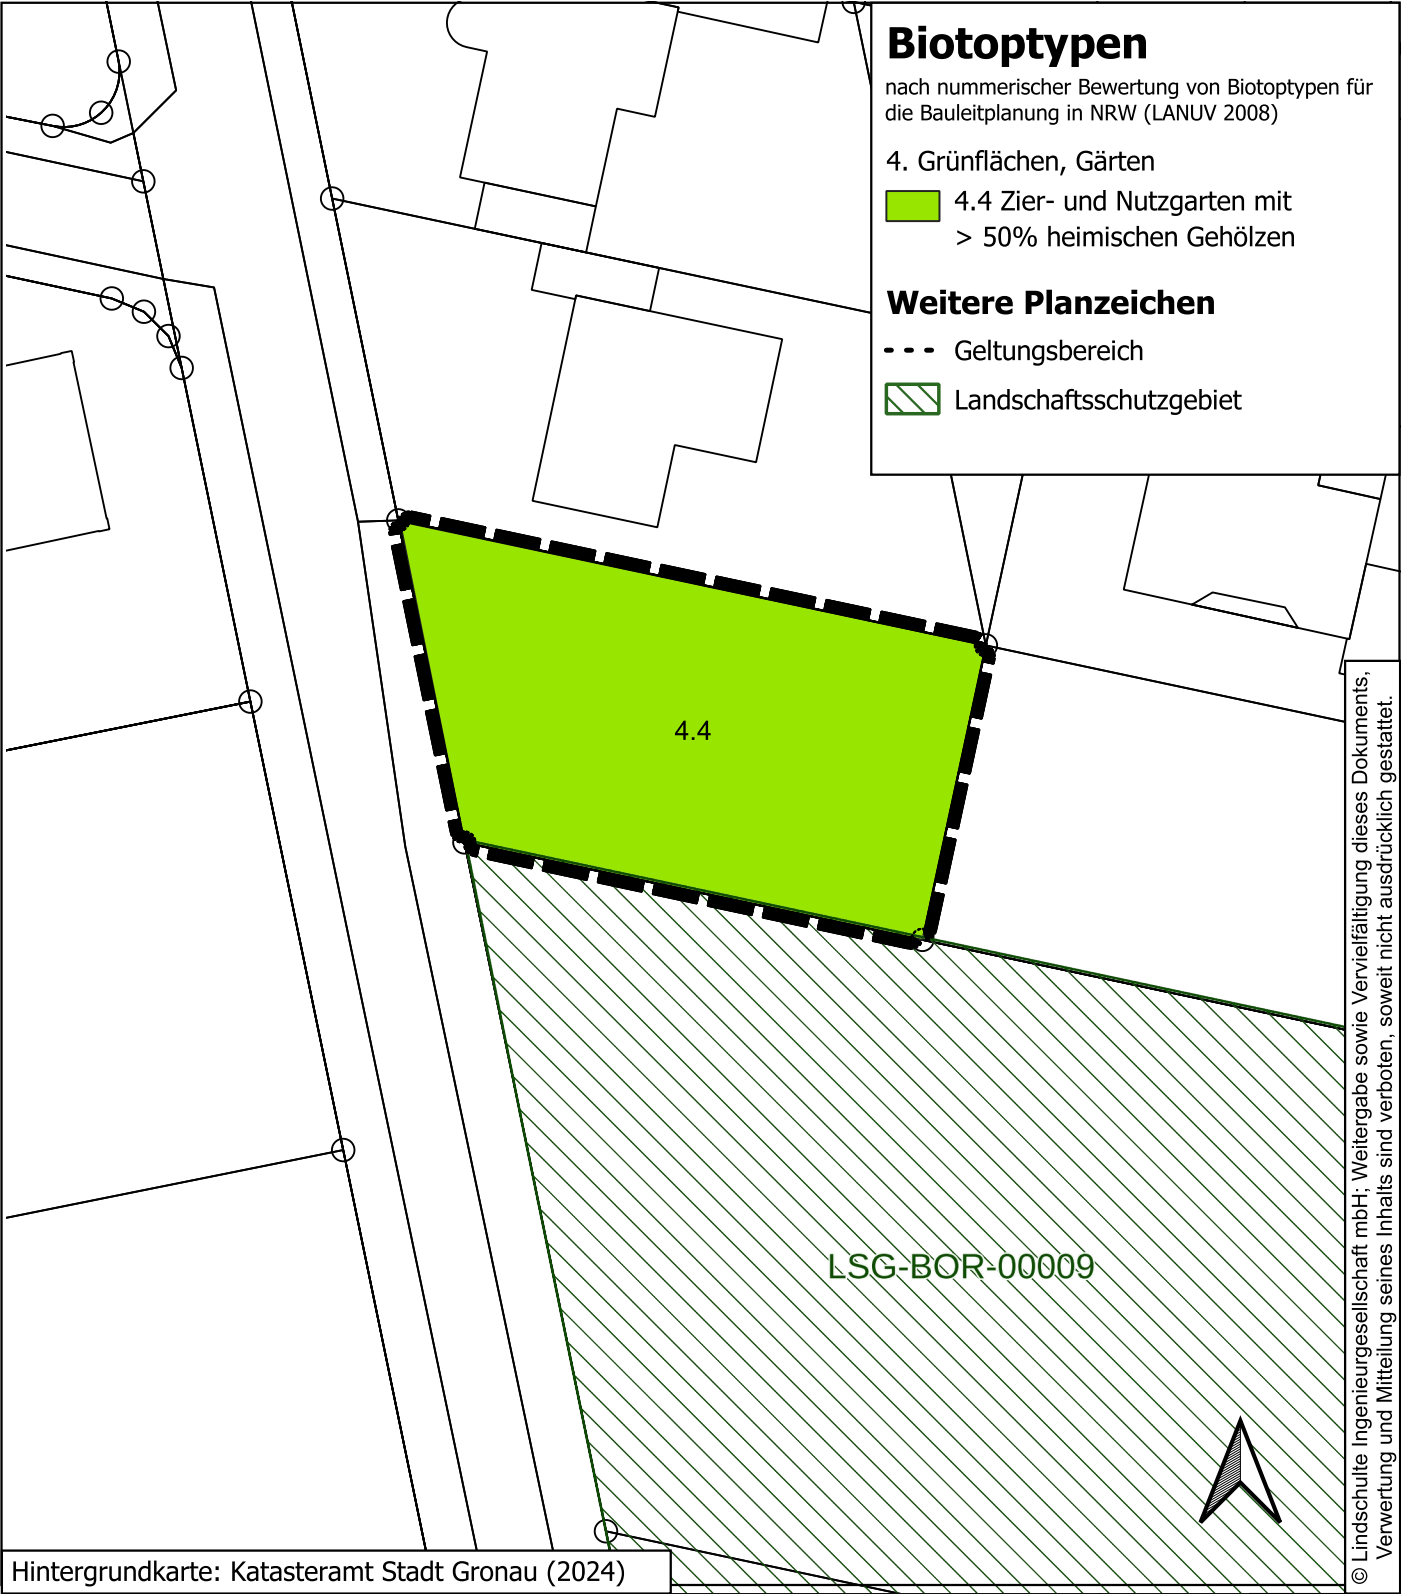 Biotoptypen
nach nummerischer Bewertung von Biotoptypen für
die Bauleitplanung in NRW (LANUV 2008)
4. Grünflächen, Gärten
4.4 Zier- und Nutzgarten mit
> 50% heimischen Gehölzen
Weitere Planzeichen
Geltungsbereich
Landschaftsschutzgebiet
4.4
LSG-BOR-00009
© Lindschulte Ingenieurgesellschaft mbH; Weitergabe sowie Vervielfältigung dieses Dokuments,
Verwertung und Mitteilung seines Inhalts sind verboten, soweit nicht ausdrücklich gestattet.
Hintergrundkarte: Katasteramt Stadt Gronau (2024)